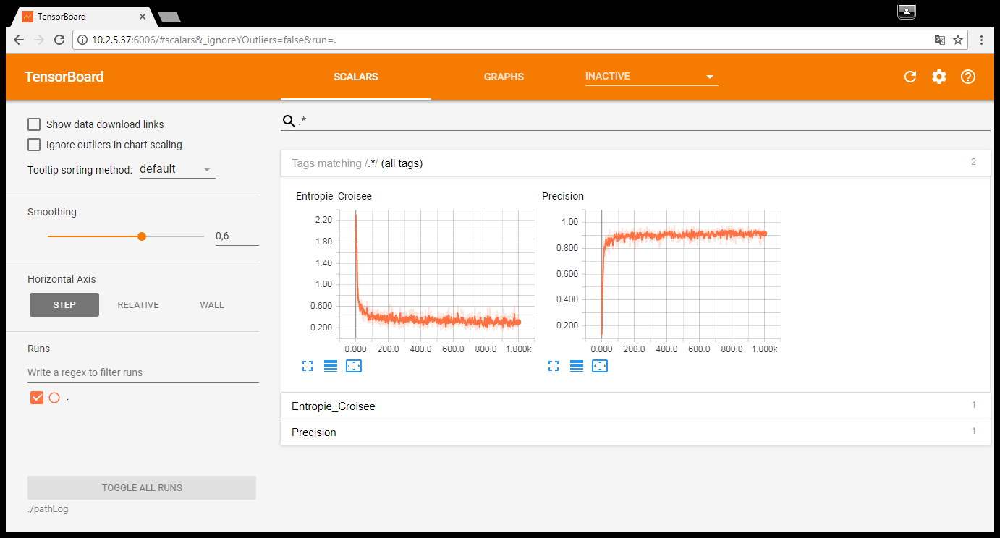 TensorBoard
10.2.5.37:6006/#scalars&_ignoreYOutliers=false&run=.
TensorBoard
SCALARS
GRAPHS
INACTIVE
Show data download links
Ignore outliers in chart scaling
Tooltip sorting method: default
Smoothing
0,6
Horizontal Axis
STEP
RELATIVE
WALL
Runs
Write a regex to filter runs
.
TOGGLE ALL RUNS
./pathLog
.*
Tags matching /.*/ (all tags)
2
Entropie_Croisee
2.20
1.80
1.40
1.00
0.600
0.200
0.000 200.0 400.0 600.0 800.0 1.000k
Precision
1.00
0.800
0.600
0.400
0.200
0.000 200.0 400.0 600.0 800.0 1.000k
Entropie_Croisee
1
Precision
1